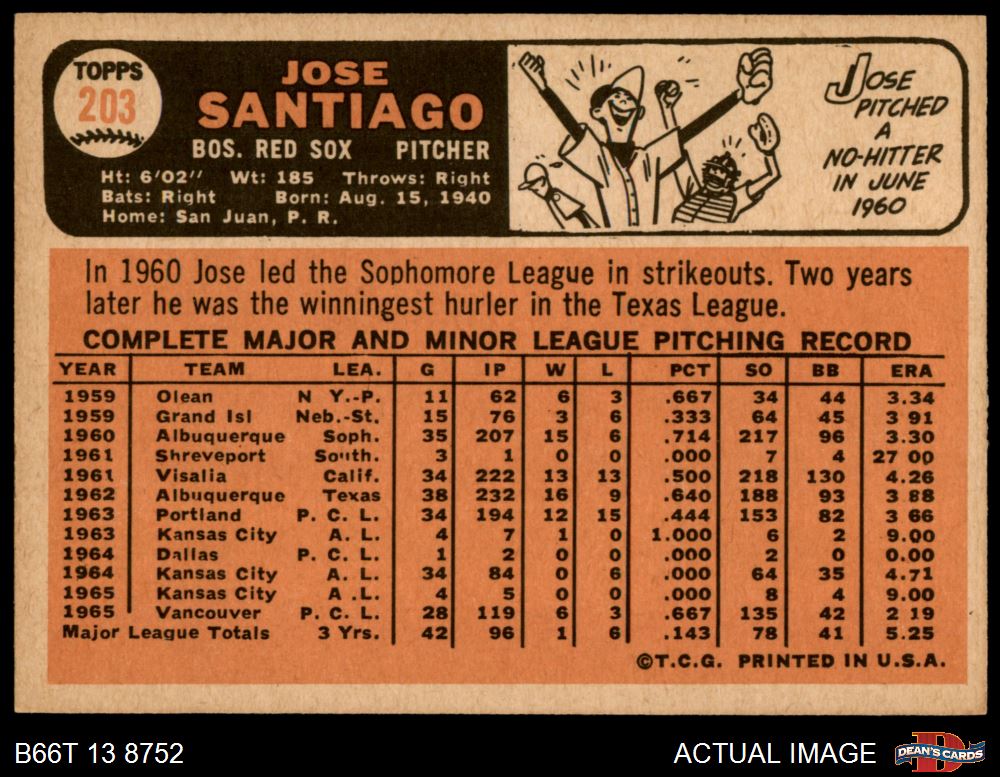 TOPPS
203
JOSE
SANTIAGO
BOS. RED SOX PITCHER
Ht: 6'02" Wt: 185 Throws: Right
Bats: Right Born: Aug. 15, 1940
Home: San Juan, P. R.
JOSE
PITCHED
A
NO-HITTER
IN JUNE
1960
In 1960 Jose led the Sophomore League in strikeouts. Two years
later he was the winningest hurler in the Texas League.
COMPLETE MAJOR AND MINOR LEAGUE PITCHING RECORD
YEAR TEAM LEA. G IP W L PCT SO BB ERA
1959 Olean N Y.-P. 11 62 6 3 .667 34 44 3.34
1959 Grand Isl Neb.-St. 15 76 3 6 .333 64 45 3 91
1960 Albuquerque Soph. 35 207 15 6 .714 217 96 3.30
1961 Shreveport South. 3 1 0 0 .000 7 4 27 00
1961 Visalia Calif. 34 222 13 13 .500 218 130 4.26
1962 Albuquerque Texas 38 232 16 9 .640 188 93 3 88
1963 Portland P. C. L. 34 194 12 15 .444 153 82 3 66
1963 Kansas City A. L. 4 7 1 0 1.000 6 2 9.00
1964 Dallas P. C. L. 1 2 0 0 .000 2 0 0.00
1964 Kansas City A. L. 34 84 0 6 .000 64 35 4.71
1965 Kansas City A .L. 4 5 0 0 .000 8 4 9.00
1965 Vancouver P. C. L. 28 119 6 3 .667 135 42 2 19
Major League Totals 3 Yrs. 42 96 1 6 .143 78 41 5.25
©T.C.G. PRINTED IN U.S.A.
B66T 13 8752 ACTUAL IMAGE DEAN'S CARDS